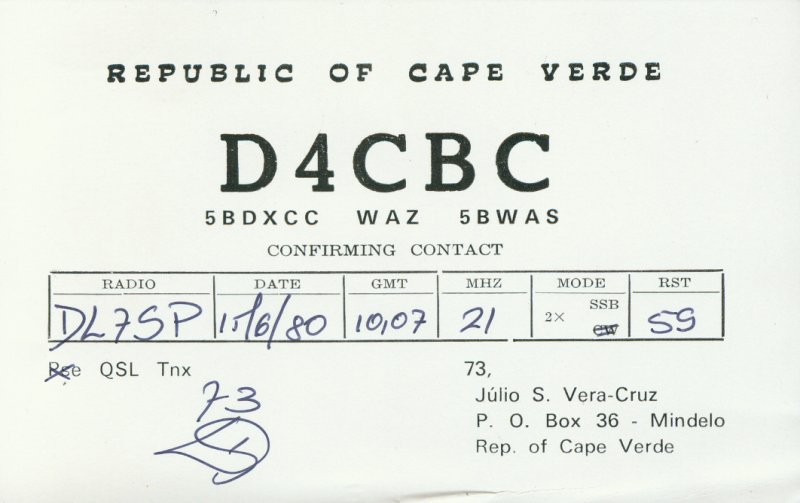 REPUBLIC OF CAPE VERDE
D4CBC
5BDXCC WAZ 5BWAS
CONFIRMING CONTACT
RADIO DATE GMT MHZ MODE RST
DL7SP 15/6/80 10,07 21 2X SSB CW 59
Pse QSL Tnx
73
73,
Júlio S. Vera-Cruz
P. O. Box 36 - Mindelo
Rep. of Cape Verde